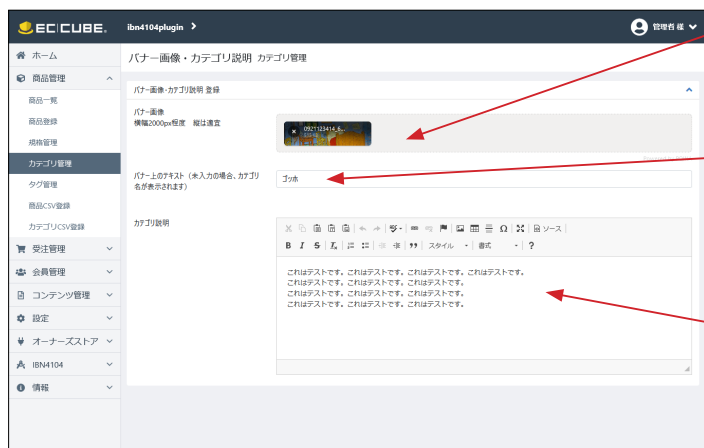 EC CUBE.
ibn4104plugin
管理者 様
ホーム
商品管理
商品一覧
商品登録
規格管理
カテゴリ管理
タグ管理
商品CSV登録
カテゴリCSV登録
受注管理
会員管理
コンテンツ管理
設定
オーナーズストア
IBN4104
情報
バナー画像・カテゴリ説明 カテゴリ管理
バナー画像・カテゴリ説明 登録
バナー画像
横幅2000px程度 縦は適宜
0921123414_6...
バナー上のテキスト（未入力の場合、カテゴリ
名が表示されます）
ゴッホ
カテゴリ説明
ソース
B I S
スタイル
書式
?
これはテストです。これはテストです。これはテストです。これはテストです。
これはテストです。これはテストです。これはテストです。
これはテストです。これはテストです。これはテストです。
これはテストです。これはテストです。これはテストです。